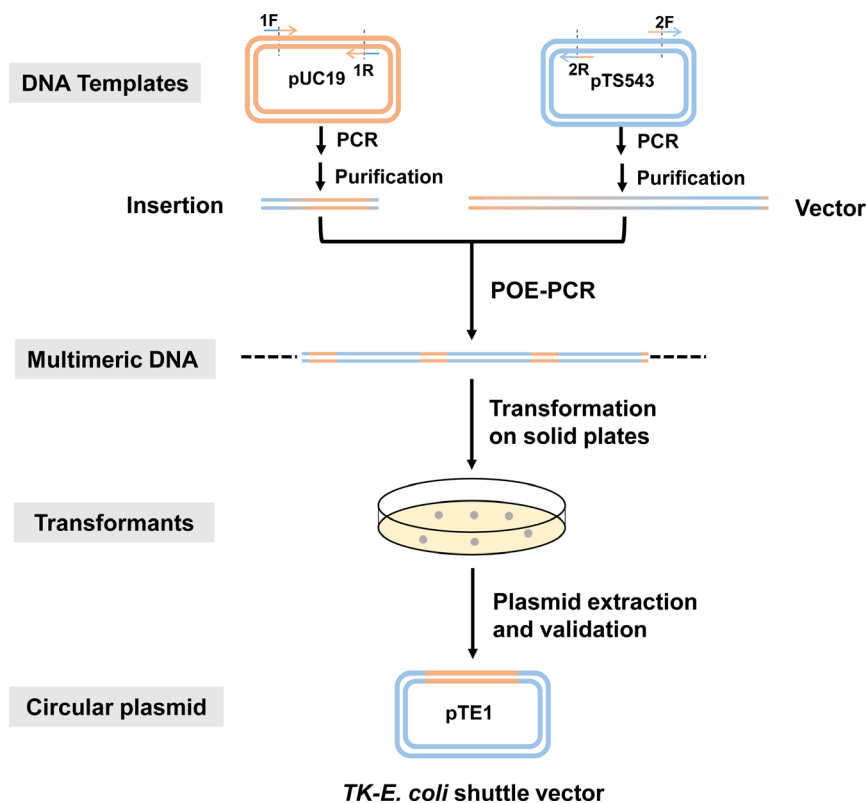 1F
2F
1R
2R
pUC19
pTS543
DNA Templates
PCR
PCR
Purification
Purification
Insertion
Vector
POE-PCR
Multimeric DNA
Transformation
on solid plates
Transformants
Plasmid extraction
and validation
Circular plasmid
pTE1
TK-E. coli shuttle vector